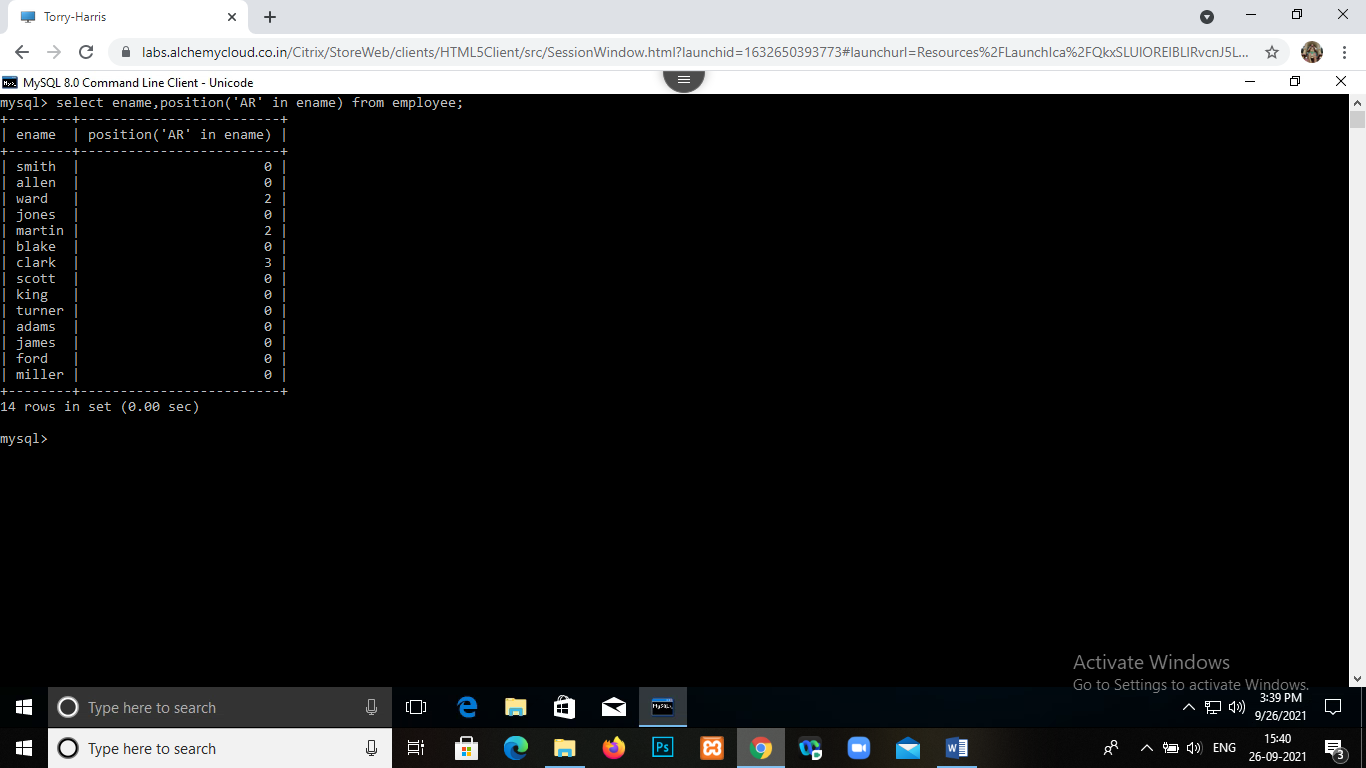 Torry-Harris
labs.alchemycloud.co.in/Citrix/StoreWeb/clients/HTML5Client/src/SessionWindow.html?launchid=1632650393773#launchurl=Resources%2FLaunchIca%2FQkxSLUlOREIBLIRvcnJ5L...
MySQL 8.0 Command Line Client - Unicode
mysql> select ename,position('AR' in ename) from employee;
+--------+-------------------------+
| ename  | position('AR' in ename) |
+--------+-------------------------+
| smith  |                       0 |
| allen  |                       0 |
| ward   |                       2 |
| jones  |                       0 |
| martin |                       2 |
| blake  |                       0 |
| clark  |                       3 |
| scott  |                       0 |
| king   |                       0 |
| turner |                       0 |
| adams  |                       0 |
| james  |                       0 |
| ford   |                       0 |
| miller |                       0 |
+--------+-------------------------+
14 rows in set (0.00 sec)
mysql>
Activate Windows
Go to Settings to activate Windows.
Type here to search
MySQL
3:39 PM
9/26/2021
Type here to search
Ps
ENG
15:40
26-09-2021
3